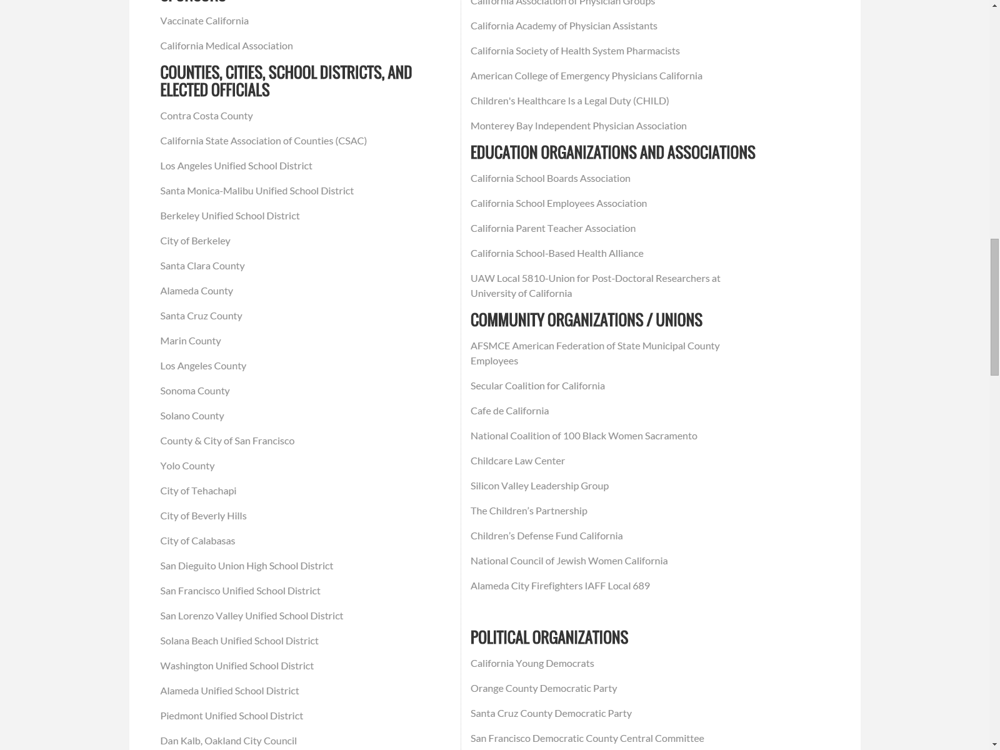 SPONSORS
Vaccinate California
California Medical Association
COUNTIES, CITIES, SCHOOL DISTRICTS, AND
ELECTED OFFICIALS
Contra Costa County
California State Association of Counties (CSAC)
Los Angeles Unified School District
Santa Monica-Malibu Unified School District
Berkeley Unified School District
City of Berkeley
Santa Clara County
Alameda County
Santa Cruz County
Marin County
Los Angeles County
Sonoma County
Solano County
County & City of San Francisco
Yolo County
City of Tehachapi
City of Beverly Hills
City of Calabasas
San Dieguito Union High School District
San Francisco Unified School District
San Lorenzo Valley Unified School District
Solana Beach Unified School District
Washington Unified School District
Alameda Unified School District
Piedmont Unified School District
Dan Kalb, Oakland City Council
California Association of Physician Groups
California Academy of Physician Assistants
California Society of Health System Pharmacists
American College of Emergency Physicians California
Children's Healthcare Is a Legal Duty (CHILD)
Monterey Bay Independent Physician Association
EDUCATION ORGANIZATIONS AND ASSOCIATIONS
California School Boards Association
California School Employees Association
California Parent Teacher Association
California School-Based Health Alliance
UAW Local 5810-Union for Post-Doctoral Researchers at
University of California
COMMUNITY ORGANIZATIONS / UNIONS
AFSMCE American Federation of State Municipal County
Employees
Secular Coalition for California
Cafe de California
National Coalition of 100 Black Women Sacramento
Childcare Law Center
Silicon Valley Leadership Group
The Children’s Partnership
Children’s Defense Fund California
National Council of Jewish Women California
Alameda City Firefighters IAFF Local 689
POLITICAL ORGANIZATIONS
California Young Democrats
Orange County Democratic Party
Santa Cruz County Democratic Party
San Francisco Democratic County Central Committee